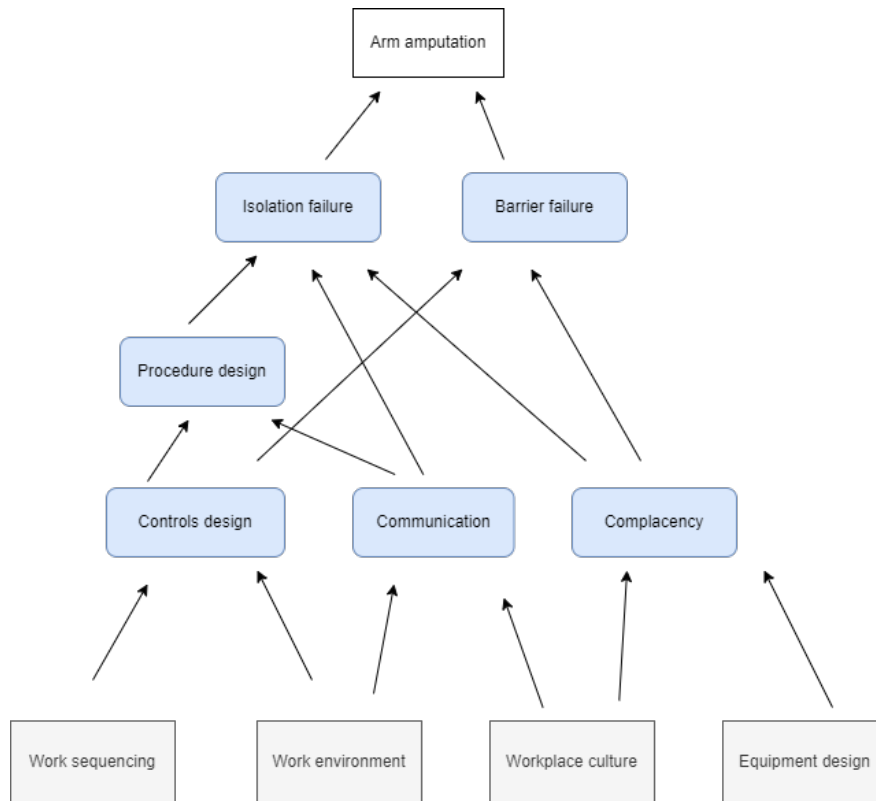 Arm amputation
Isolation failure
Barrier failure
Procedure design
Controls design
Communication
Complacency
Work sequencing
Work environment
Workplace culture
Equipment design